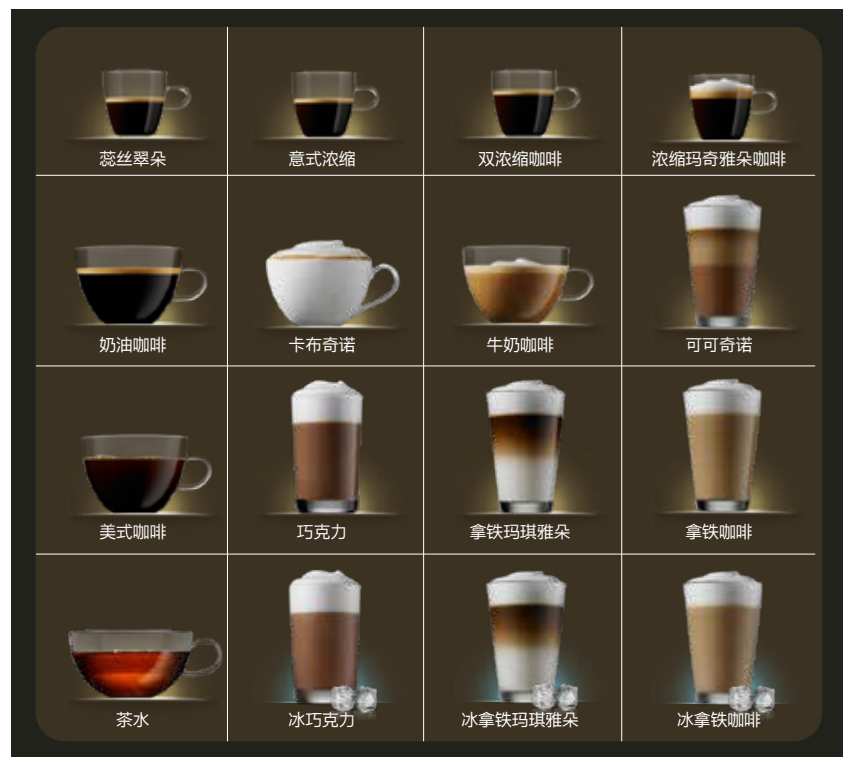 蕊丝翠朵
意式浓缩
双浓缩咖啡
浓缩玛奇雅朵咖啡
奶油咖啡
卡布奇诺
牛奶咖啡
可可奇诺
美式咖啡
巧克力
拿铁玛琪雅朵
拿铁咖啡
茶水
冰巧克力
冰拿铁玛琪雅朵
冰拿铁咖啡